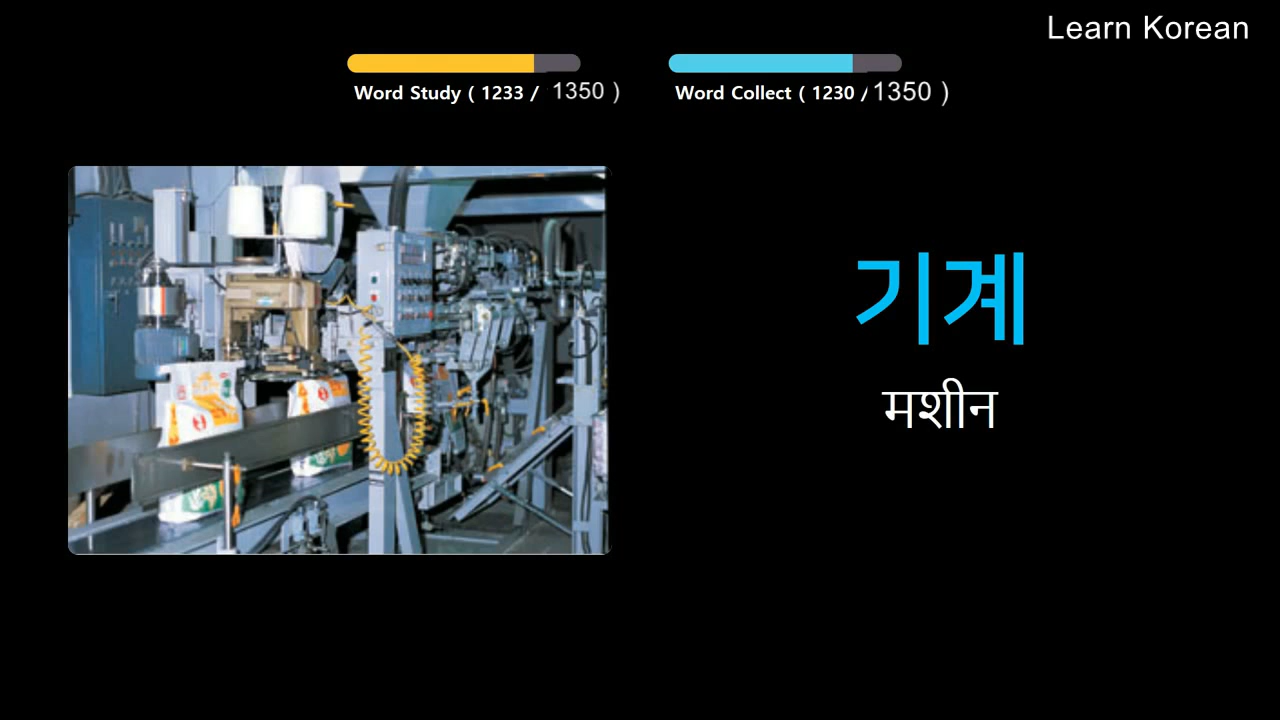 Learn Korean
Word Study ( 1233 / 1350 )
Word Collect ( 1230 / 1350 )
기계
मशीन